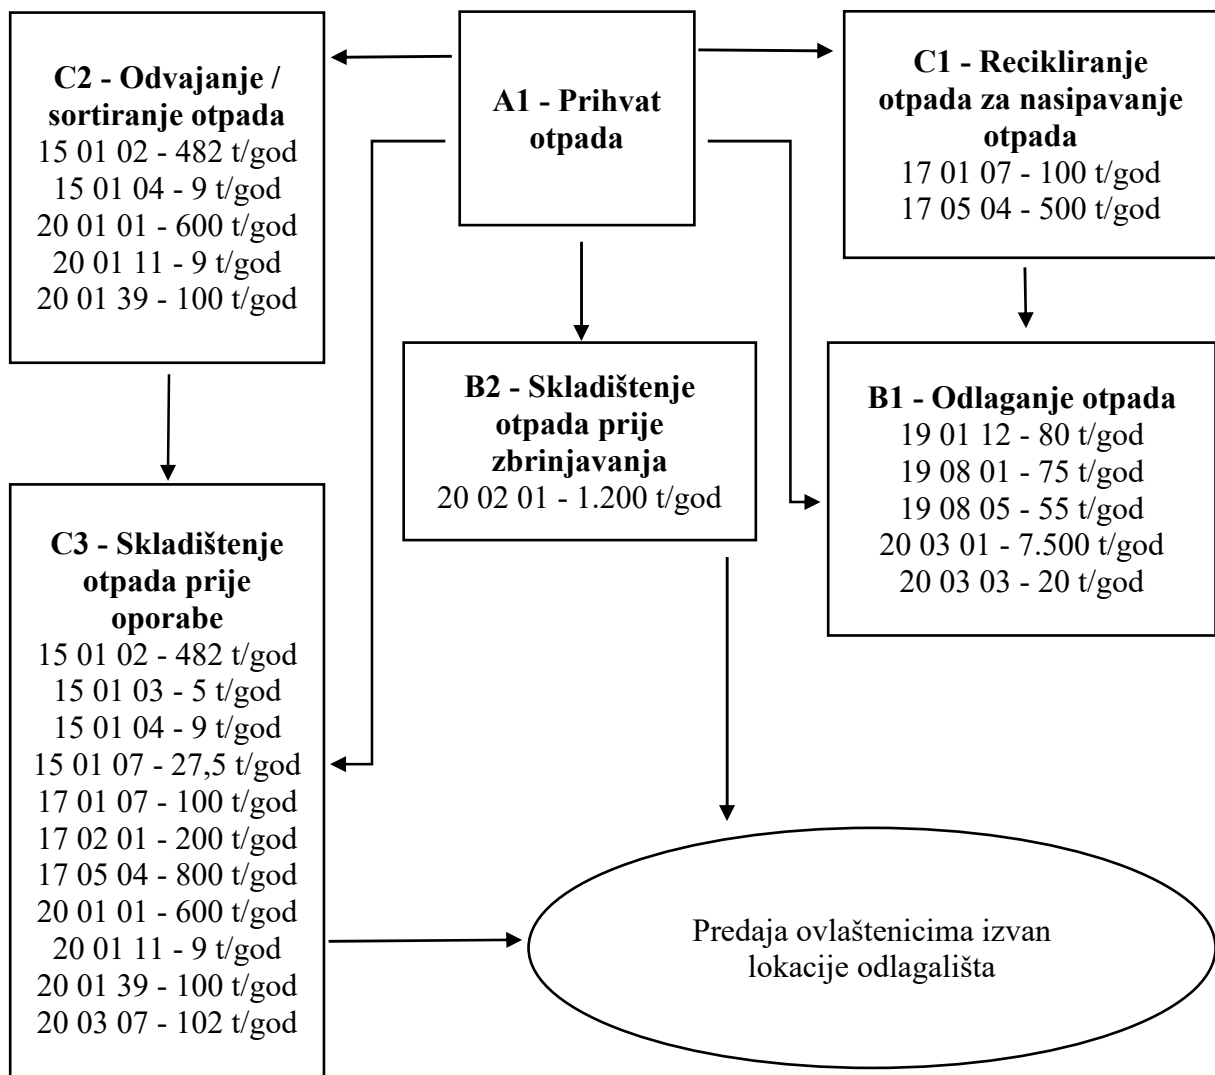 C2 - Odvajanje /
sortiranje otpada
15 01 02 - 482 t/god
15 01 04 - 9 t/god
20 01 01 - 600 t/god
20 01 11 - 9 t/god
20 01 39 - 100 t/god
A1 - Prihvat
otpada
C1 - Recikliranje
otpada za nasipavanje
otpada
17 01 07 - 100 t/god
17 05 04 - 500 t/god
B2 - Skladištenje
otpada prije
zbrinjavanja
20 02 01 - 1.200 t/god
B1 - Odlaganje otpada
19 01 12 - 80 t/god
19 08 01 - 75 t/god
19 08 05 - 55 t/god
20 03 01 - 7.500 t/god
20 03 03 - 20 t/god
C3 - Skladištenje
otpada prije
oporabe
15 01 02 - 482 t/god
15 01 03 - 5 t/god
15 01 04 - 9 t/god
15 01 07 - 27,5 t/god
17 01 07 - 100 t/god
17 02 01 - 200 t/god
17 05 04 - 800 t/god
20 01 01 - 600 t/god
20 01 11 - 9 t/god
20 01 39 - 100 t/god
20 03 07 - 102 t/god
Predaja ovlaštenicima izvan
lokacije odlagališta